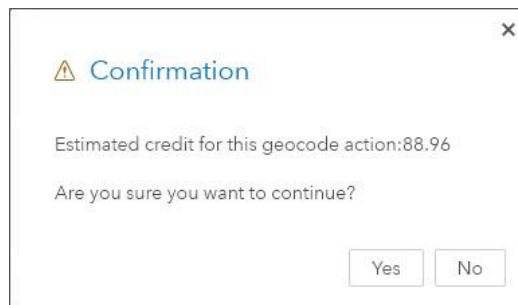 Confirmation
Estimated credit for this geocode action:88.96
Are you sure you want to continue?
Yes No